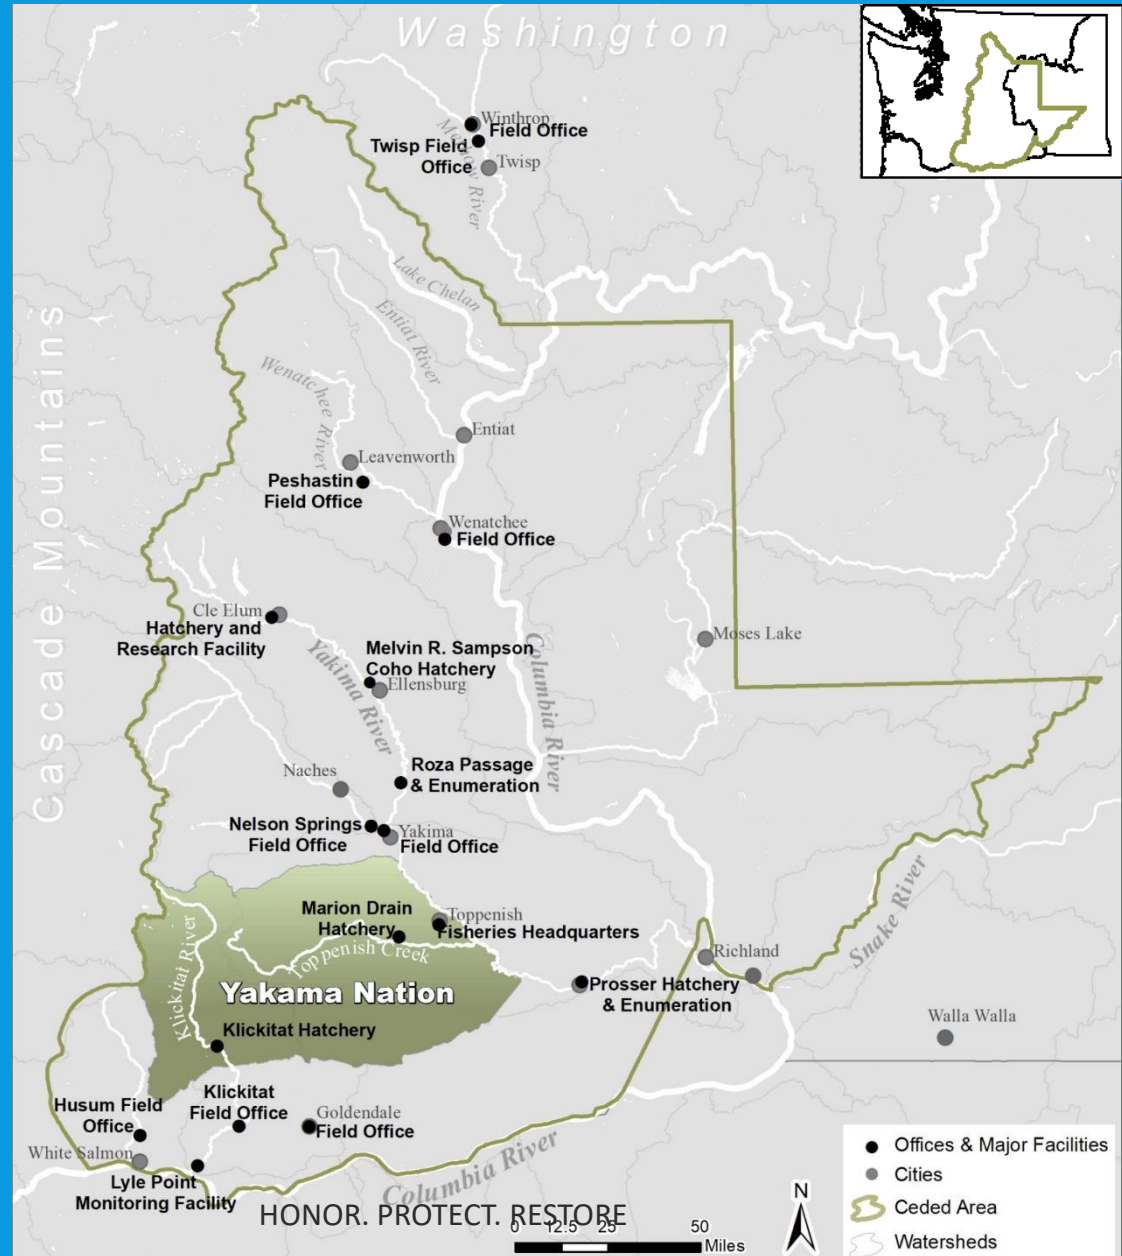 Washington
Winthrop
Field Office
Twisp Field
Office
Twisp
Methow River
Lake Chelan
Entiat River
Wenatchee River
Entiat
Leavenworth
Peshastin
Field Office
Wenatchee
Field Office
Cascade Mountains
Cle Elum
Hatchery and
Research Facility
Melvin R. Sampson
Coho Hatchery
Ellensburg
Yakima River
Columbia River
Moses Lake
Naches
Roza Passage
& Enumeration
Nelson Springs
Field Office
Yakima
Field Office
Marion Drain
Hatchery
Toppenish
Fisheries Headquarters
Toppenish Creek
Klickitat River
Yakama Nation
Klickitat Hatchery
Richland
Snake River
Prosser Hatchery
& Enumeration
Walla Walla
Husum Field
Office
Klickitat
Field Office
Goldendale
Field Office
White Salmon
Lyle Point
Monitoring Facility
Columbia River
HONOR. PROTECT. RESTORE
0 12.5 25 50
Miles
N
Offices & Major Facilities
Cities
Ceded Area
Watersheds